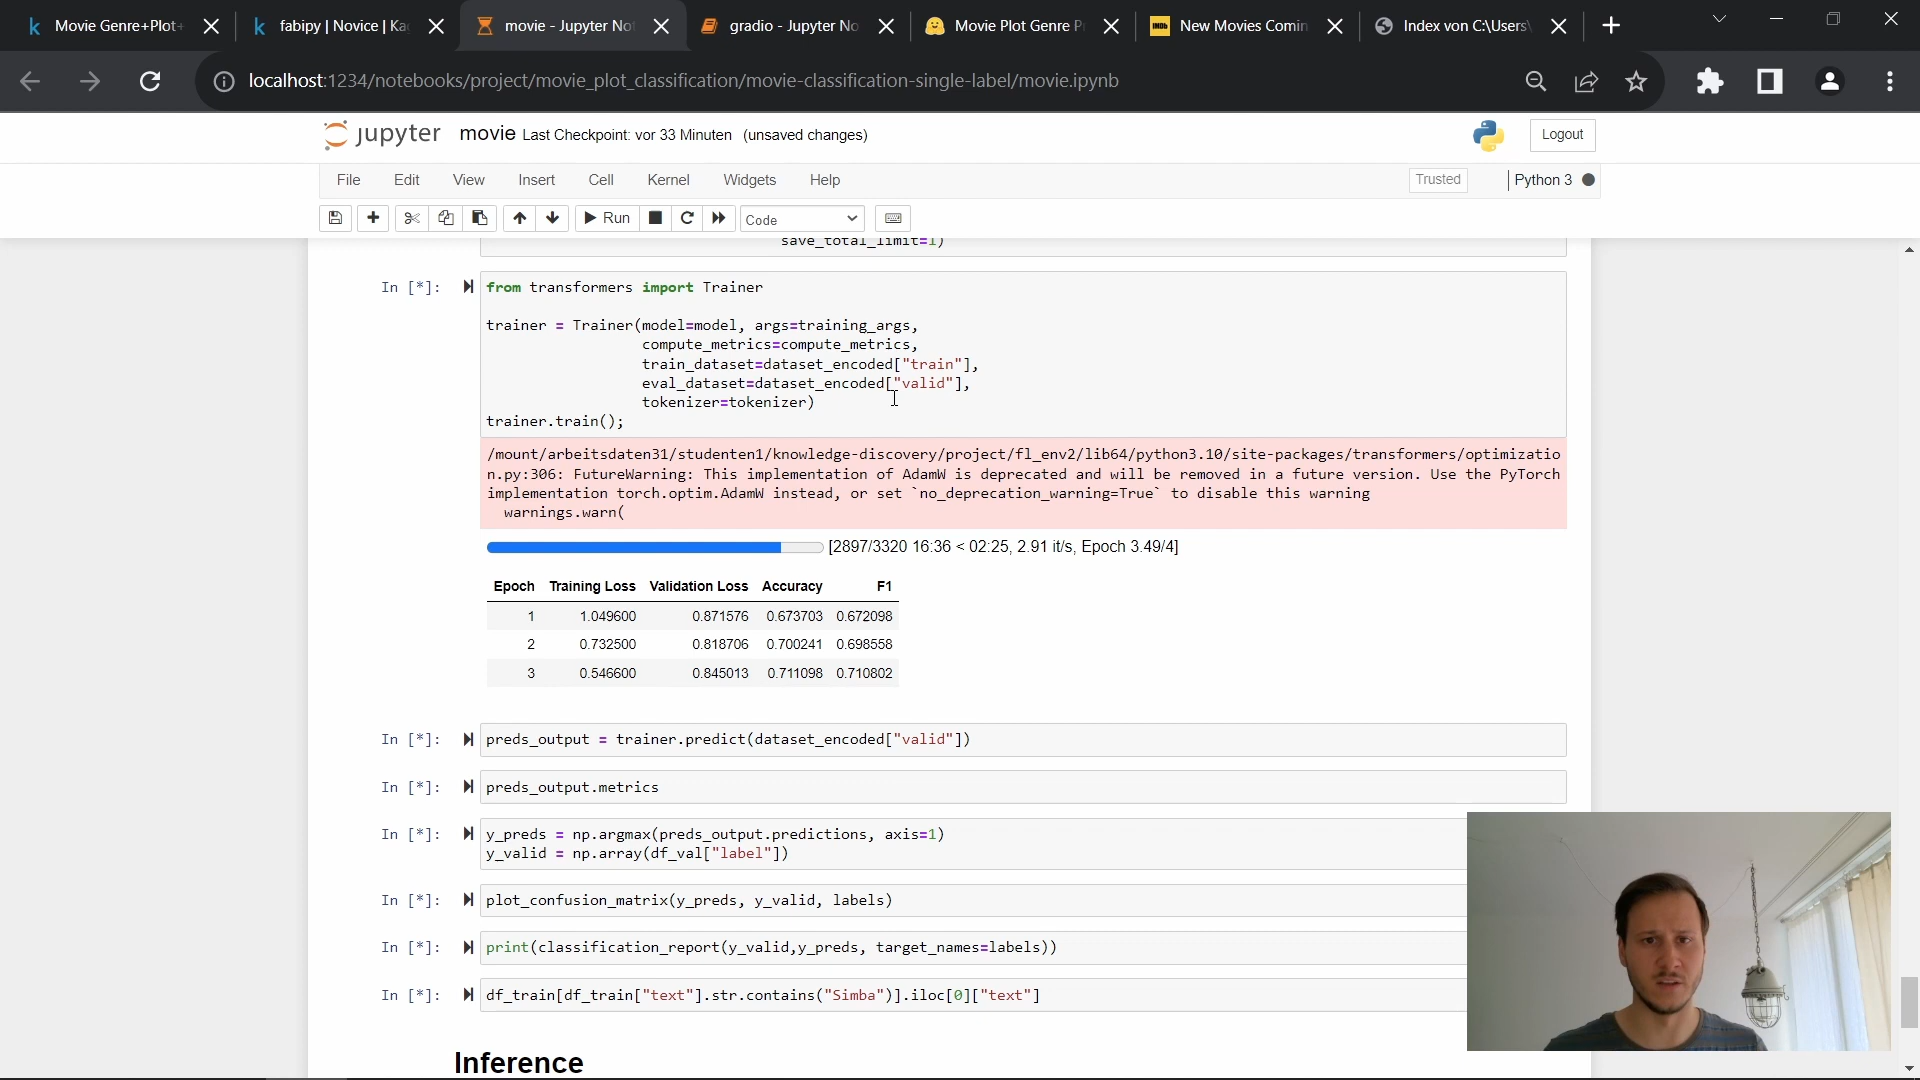 Movie Genre+Plot+
fabipy | Novice | Ka
movie - Jupyter No
gradio - Jupyter No
Movie Plot Genre P
IMDb New Movies Comin
Index von C:\Users\
localhost:1234/notebooks/project/movie_plot_classification/movie-classification-single-label/movie.ipynb
jupyter movie Last Checkpoint: vor 33 Minuten (unsaved changes)
Logout
File Edit View Insert Cell Kernel Widgets Help
Trusted
Python 3
Run
Code
save_total_limit=1)
In [*]: from transformers import Trainer
trainer = Trainer(model=model, args=training_args,
compute_metrics=compute_metrics,
train_dataset=dataset_encoded["train"],
eval_dataset=dataset_encoded["valid"],
tokenizer=tokenizer)
trainer.train();
/mount/arbeitsdaten31/studenten1/knowledge-discovery/project/fl_env2/lib64/python3.10/site-packages/transformers/optimizatio
n.py:306: FutureWarning: This implementation of AdamW is deprecated and will be removed in a future version. Use the PyTorch
implementation torch.optim.AdamW instead, or set `no_deprecation_warning=True` to disable this warning
warnings.warn(
[2897/3320 16:36 < 02:25, 2.91 it/s, Epoch 3.49/4]
Epoch Training Loss Validation Loss Accuracy F1
1 1.049600 0.871576 0.673703 0.672098
2 0.732500 0.818706 0.700241 0.698558
3 0.546600 0.845013 0.711098 0.710802
In [*]: preds_output = trainer.predict(dataset_encoded["valid"])
In [*]: preds_output.metrics
In [*]: y_preds = np.argmax(preds_output.predictions, axis=1)
y_valid = np.array(df_val["label"])
In [*]: plot_confusion_matrix(y_preds, y_valid, labels)
In [*]: print(classification_report(y_valid,y_preds, target_names=labels))
In [*]: df_train[df_train["text"].str.contains("Simba")].iloc[0]["text"]
Inference